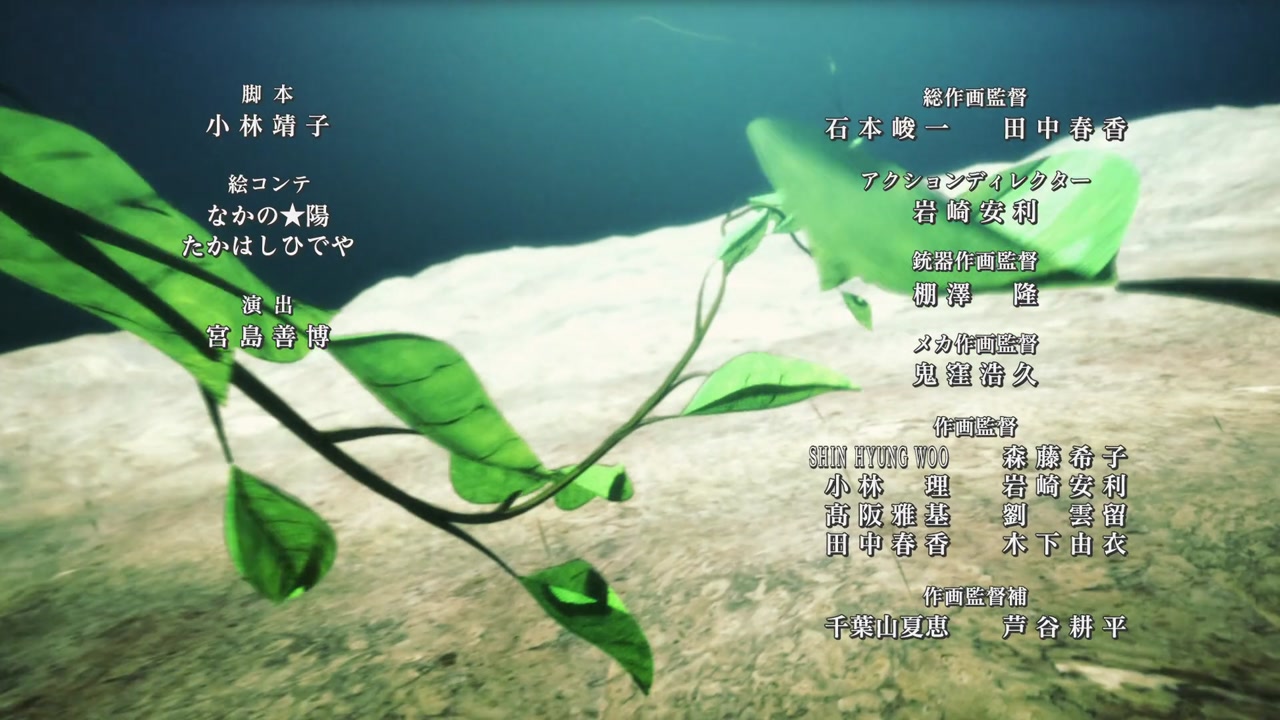 脚本
小林靖子
絵コンテ
なかの★陽
たかはしひでや
演出
宮島善博
総作画監督
石本峻一 田中春香
アクションディレクター
岩崎安利
銃器作画監督
棚澤 隆
メカ作画監督
鬼窪浩久
作画監督
SHIN HYUNG WOO 森藤希子
小林 理 岩崎安利
髙阪雅基 劉 雲留
田中春香 木下由衣
作画監督補
千葉山夏恵 芦谷耕平